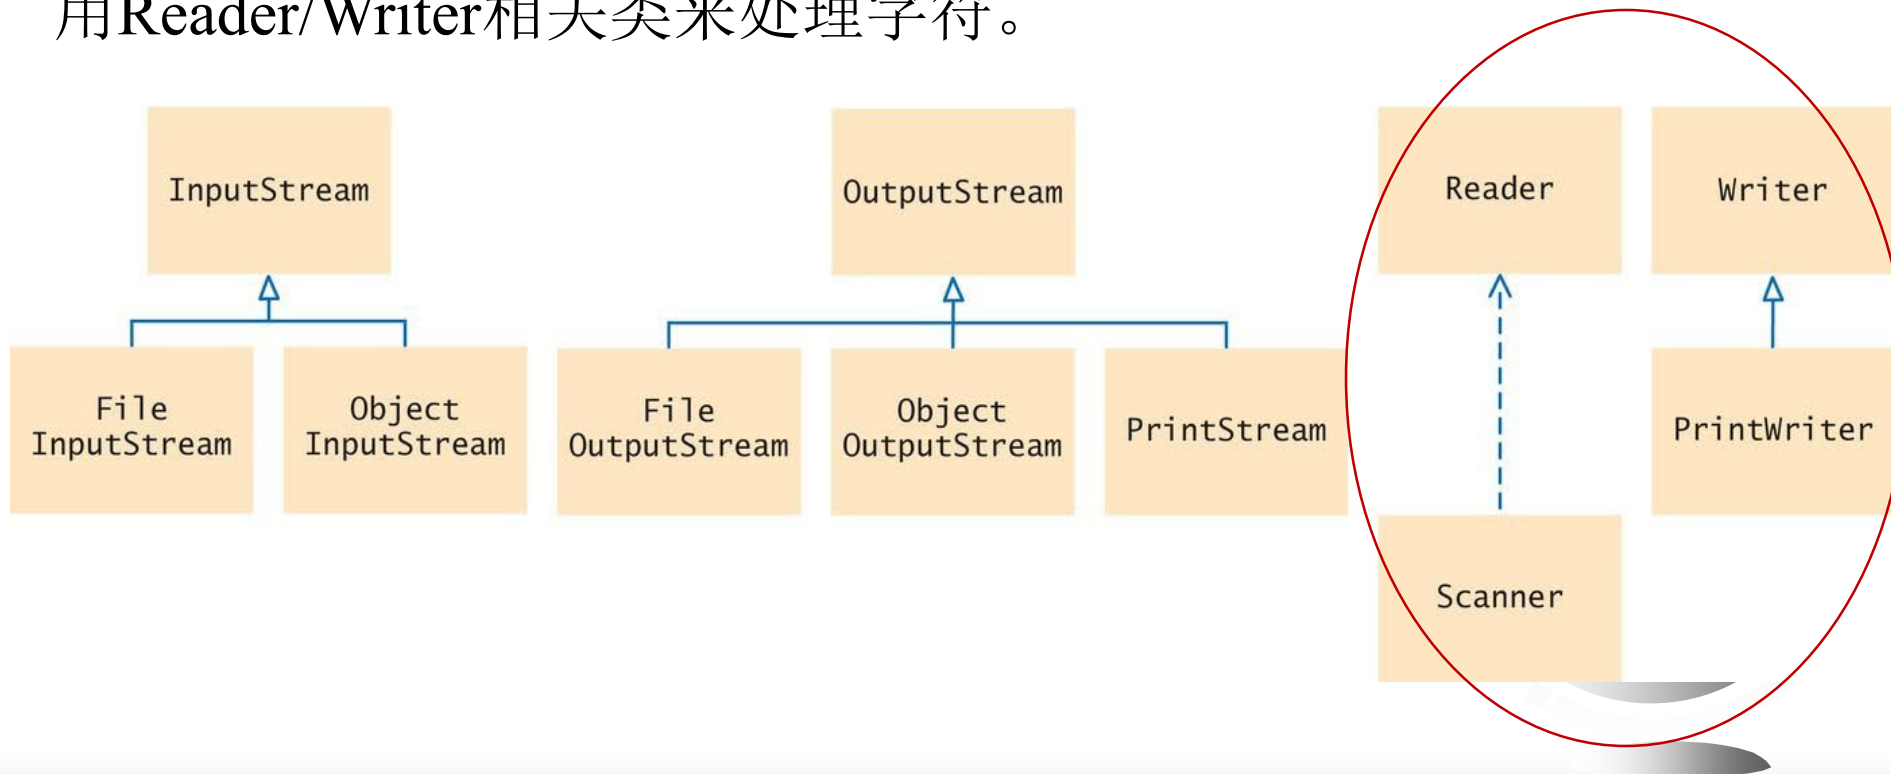 用Reader/Writer相关类来处理字符。
InputStream
OutputStream
Reader
Writer
File
InputStream
Object
InputStream
File
OutputStream
Object
OutputStream
PrintStream
PrintWriter
Scanner